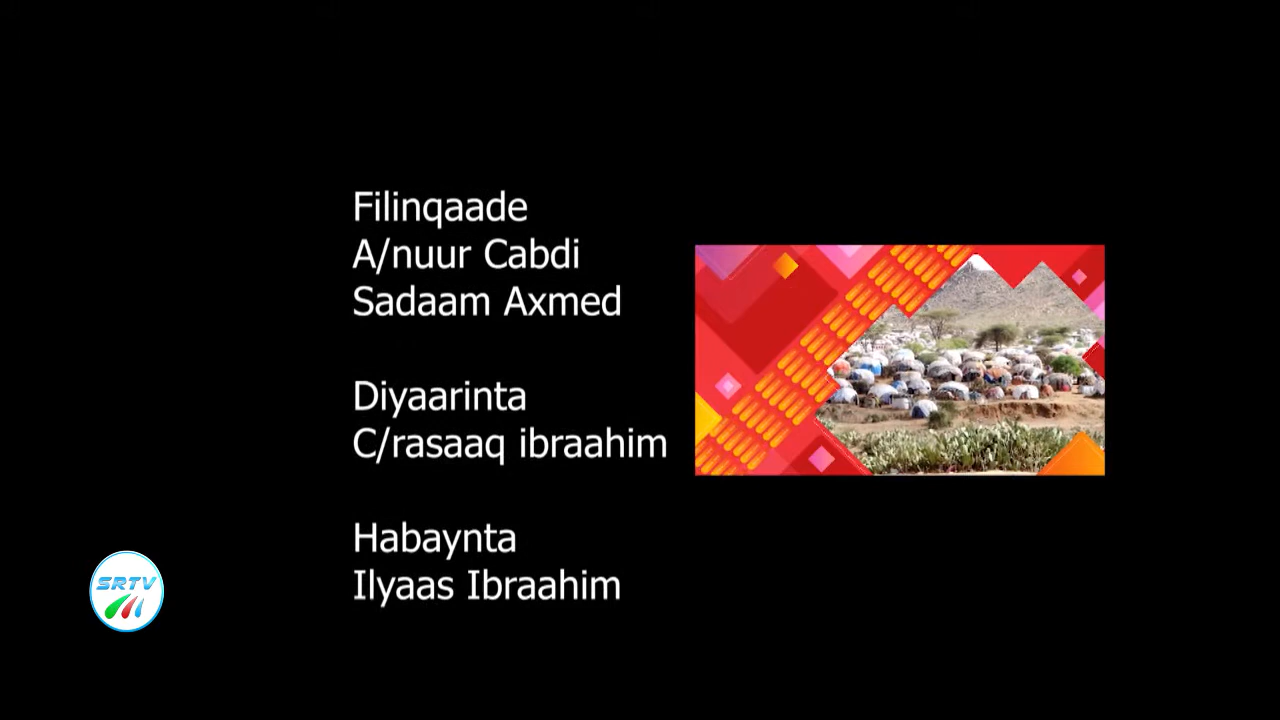 Filinqaade
A/nuur Cabdi
Sadaam Axmed
Diyaarinta
C/rasaaq ibraahim
Habaynta
Ilyaas Ibraahim
SRTV